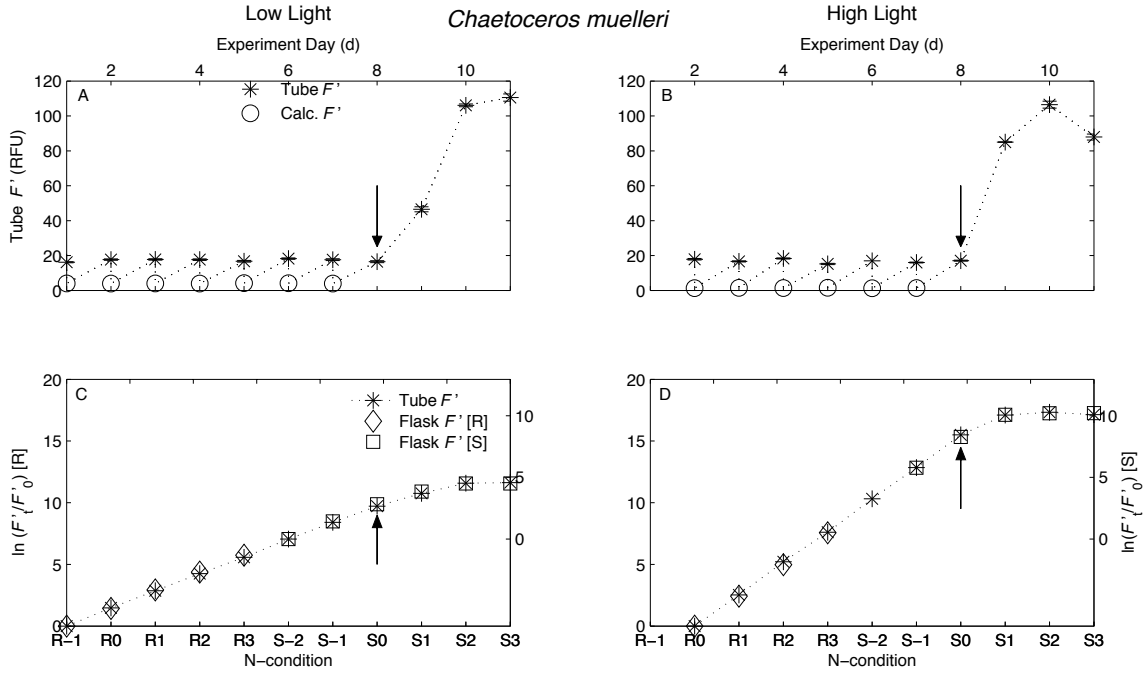 Low Light
Chaetoceros muelleri
High Light
Experiment Day (d)
Experiment Day (d)
2 4 6 8 10
2 4 6 8 10
A
Tube F'
Calc. F'
B
120
100
80
60
40
20
0
Tube F' (RFU)
120
100
80
60
40
20
0
C
Tube F'
Flask F' [R]
Flask F' [S]
D
20
15
10
5
0
ln (F't/F'0) [R]
10
5
0
20
15
10
5
0
10
5
0
ln(F't/F'0) [S]
R−1 R0 R1 R2 R3 S−2 S−1 S0 S1 S2 S3
R−1 R0 R1 R2 R3 S−2 S−1 S0 S1 S2 S3
N−condition
N−condition